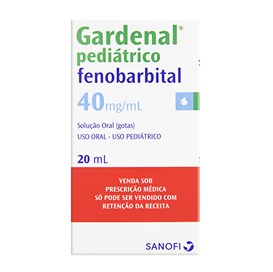 Gardenal®
pediátrico
fenobarbital
40mg/mL
Solução Oral (gotas)
USO ORAL - USO PEDIÁTRICO
20 mL
VENDA SOB
PRESCRIÇÃO MÉDICA
SÓ PODE SER VENDIDO COM
RETENÇÃO DA RECEITA
SANOFI